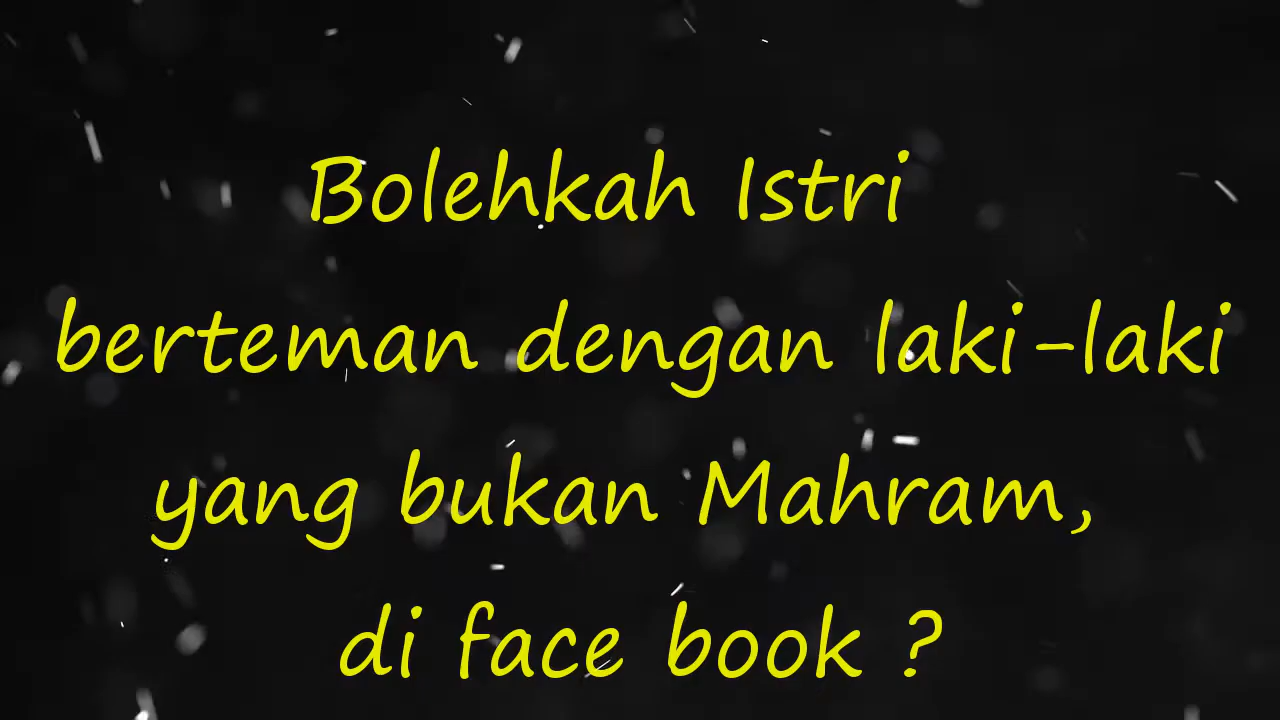 Bolehkah Istri
berteman dengan laki-laki
yang bukan Mahram,
di face book ?